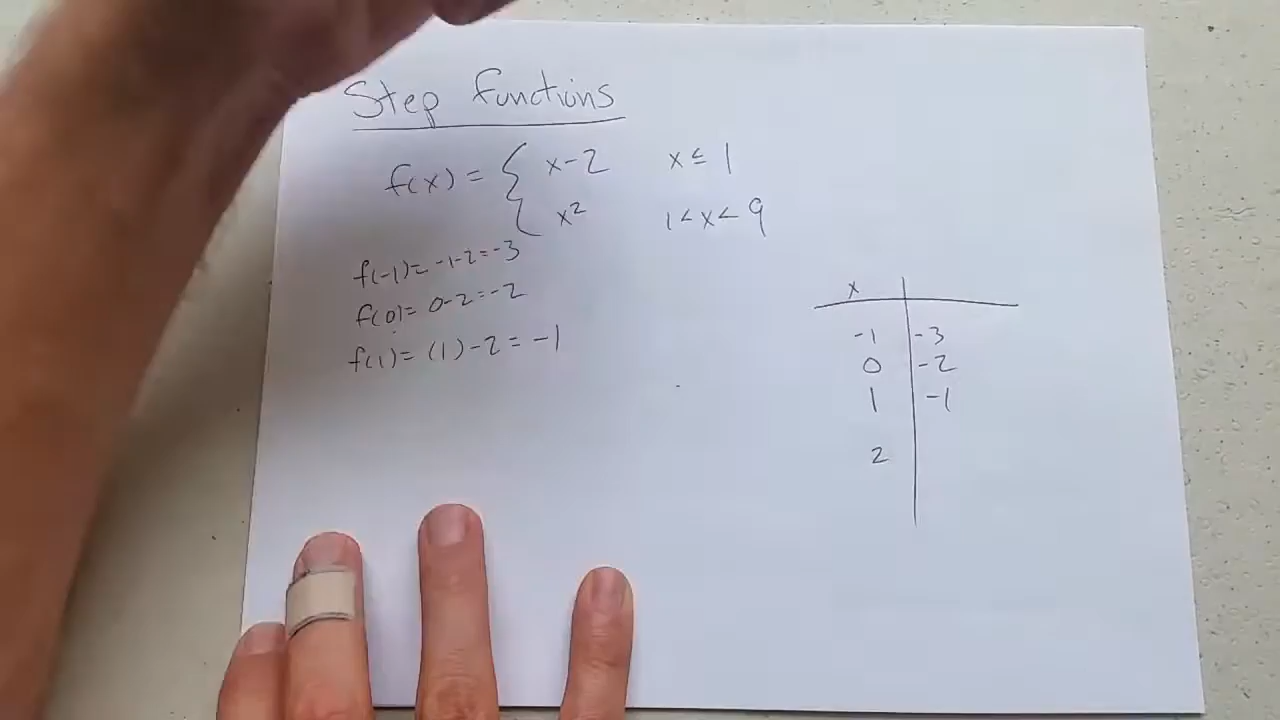 Step functions
f(x) = { x-2 x ≤ 1
x² 1 < x < 9
f(-1)= -1-2=-3
f(0)= 0-2=-2
f(1)= (1)-2 = -1
x
-1 -3
0 -2
1 -1
2